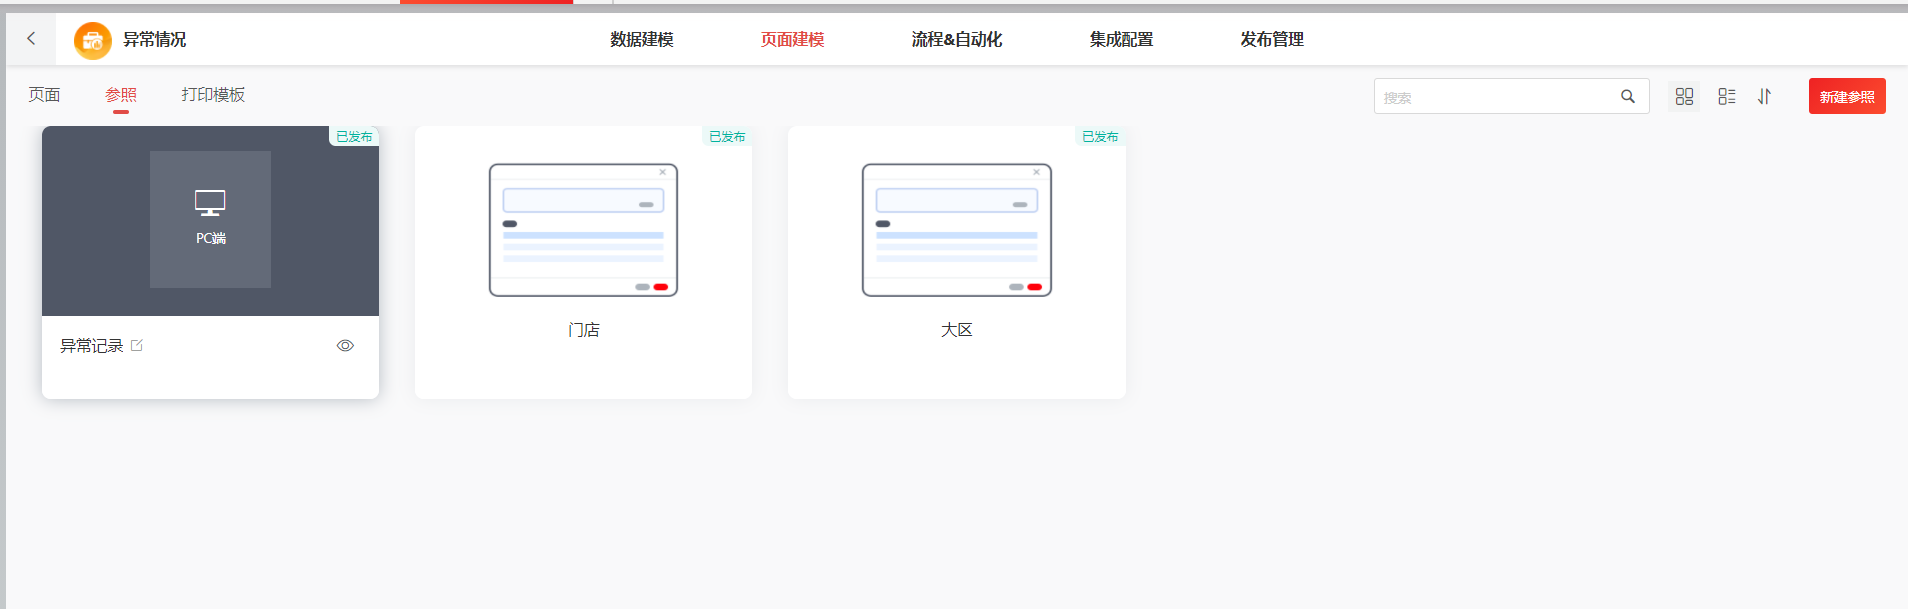 异常情况
数据建模
页面建模
流程&自动化
集成配置
发布管理
页面
参照
打印模板
搜索
新建参照
已发布
PC端
异常记录
已发布
门店
已发布
大区